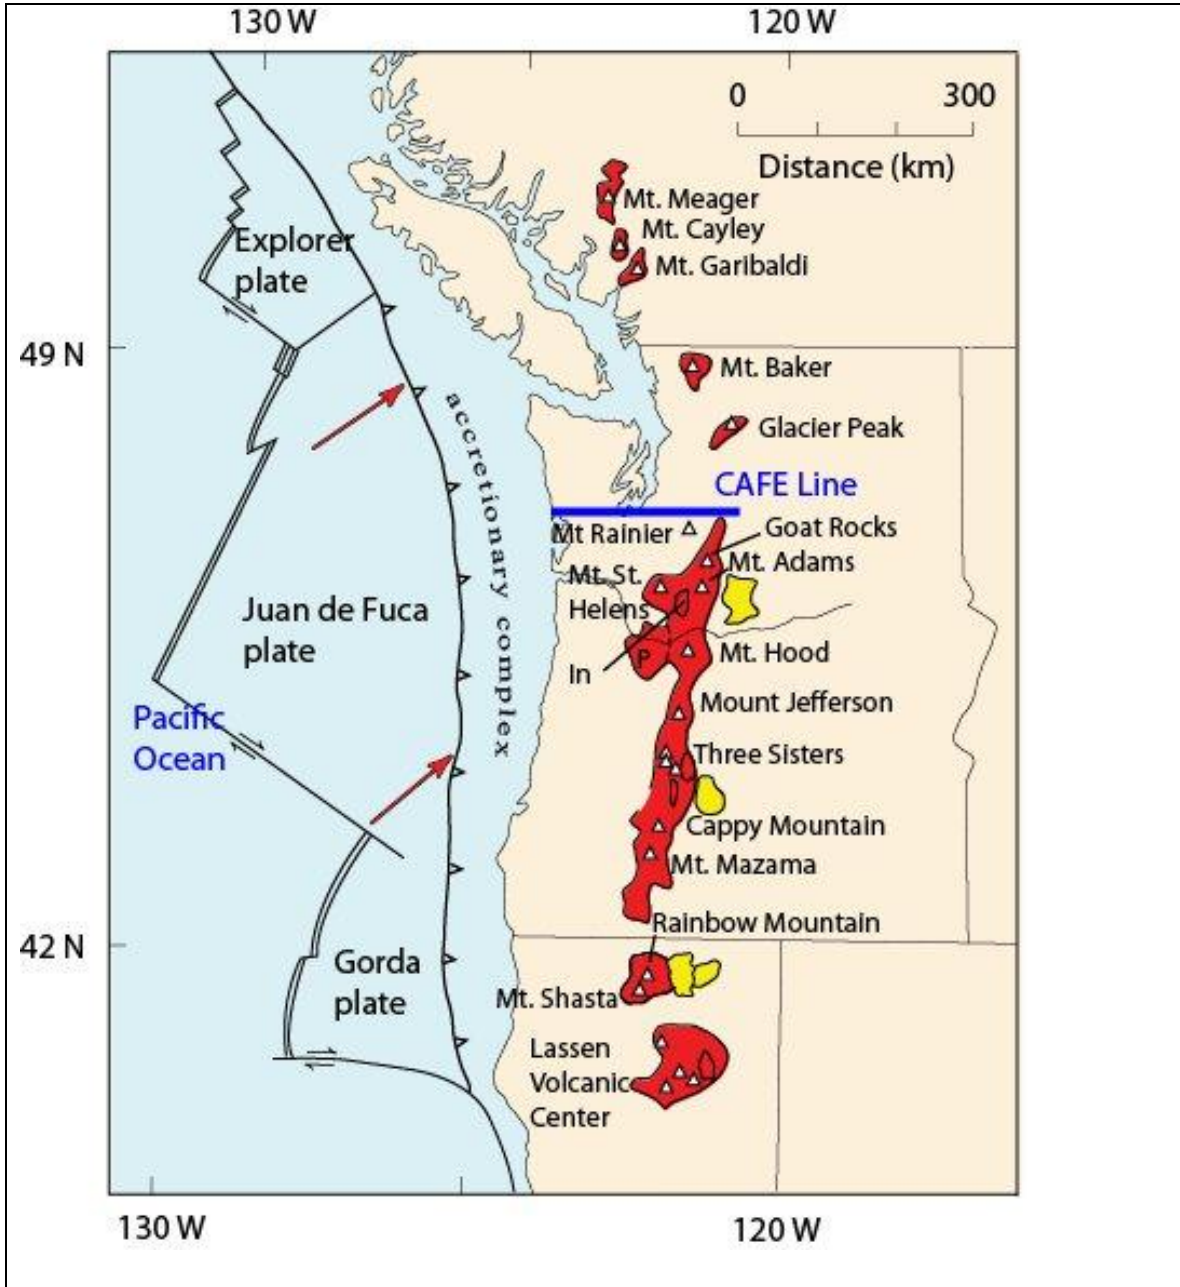 130 W
120 W
0
300
Distance (km)
Mt. Meager
Mt. Cayley
Mt. Garibaldi
Explorer
plate
49 N
Mt. Baker
Glacier Peak
accretionary complex
CAFE Line
Mt Rainier
Goat Rocks
Mt. Adams
Mt. St.
Helens
Juan de Fuca
plate
In
P
Mt. Hood
Mount Jefferson
Pacific
Ocean
Three Sisters
Cappy Mountain
Mt. Mazama
Rainbow Mountain
42 N
Gorda
plate
Mt. Shasta
Lassen
Volcanic
Center
130 W
120 W